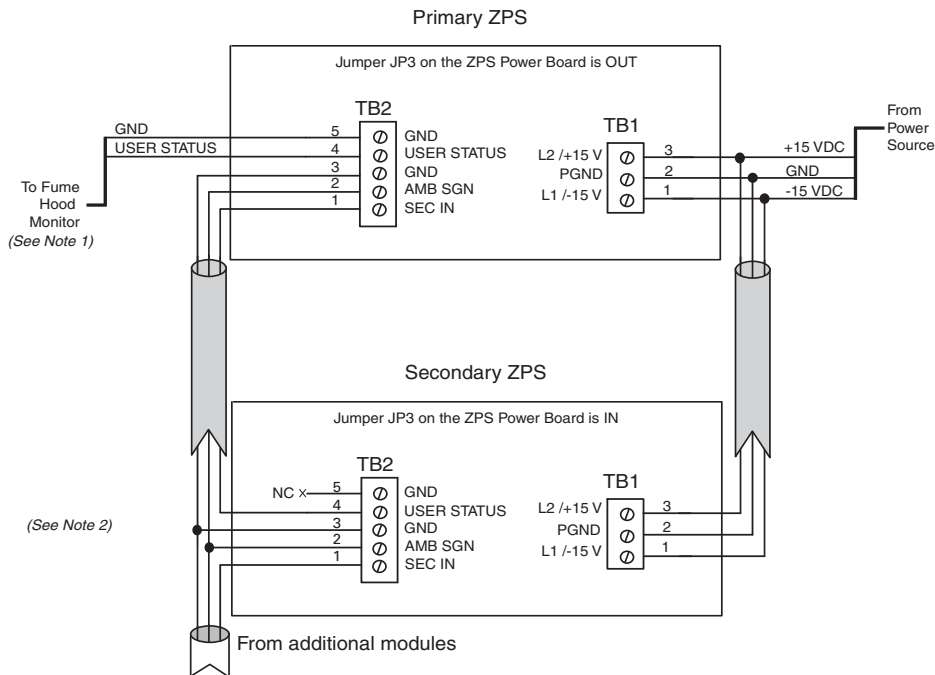 Primary ZPS
Jumper JP3 on the ZPS Power Board is OUT
TB2
TB1
GND
USER STATUS
5
4
3
2
1
GND
USER STATUS
GND
AMB SGN
SEC IN
L2 /+15 V
PGND
L1 /-15 V
3
2
1
+15 VDC
GND
-15 VDC
From
Power
Source
To Fume
Hood
Monitor
(See Note 1)
Secondary ZPS
Jumper JP3 on the ZPS Power Board is IN
TB2
TB1
NC x
5
4
3
2
1
GND
USER STATUS
GND
AMB SGN
SEC IN
L2 /+15 V
PGND
L1 /-15 V
3
2
1
(See Note 2)
From additional modules